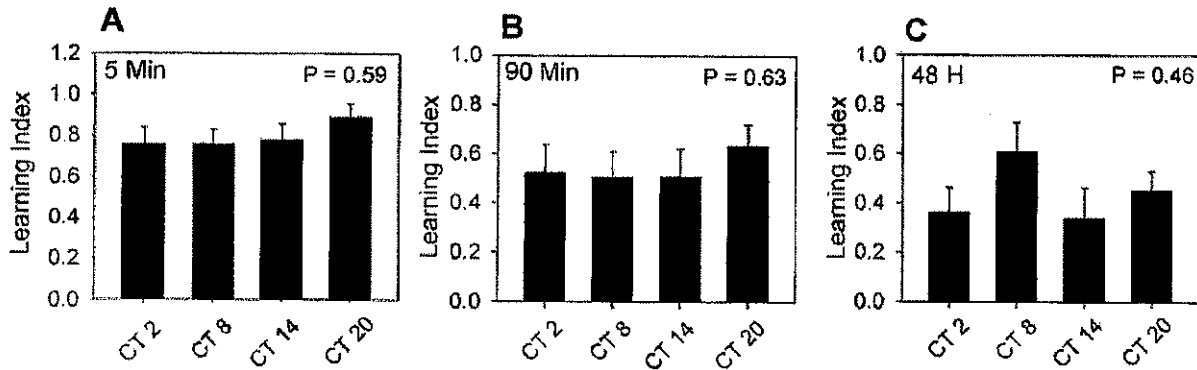 A
5 Min
P = 0.59
Learning Index
1.2
1.0
0.8
0.6
0.4
0.2
0.0
CT 2
CT 8
CT 14
CT 20
B
90 Min
P = 0.63
Learning Index
1.0
0.8
0.6
0.4
0.2
0.0
CT 2
CT 8
CT 14
CT 20
C
48 H
P = 0.46
Learning Index
1.0
0.8
0.6
0.4
0.2
0.0
CT 2
CT 8
CT 14
CT 20